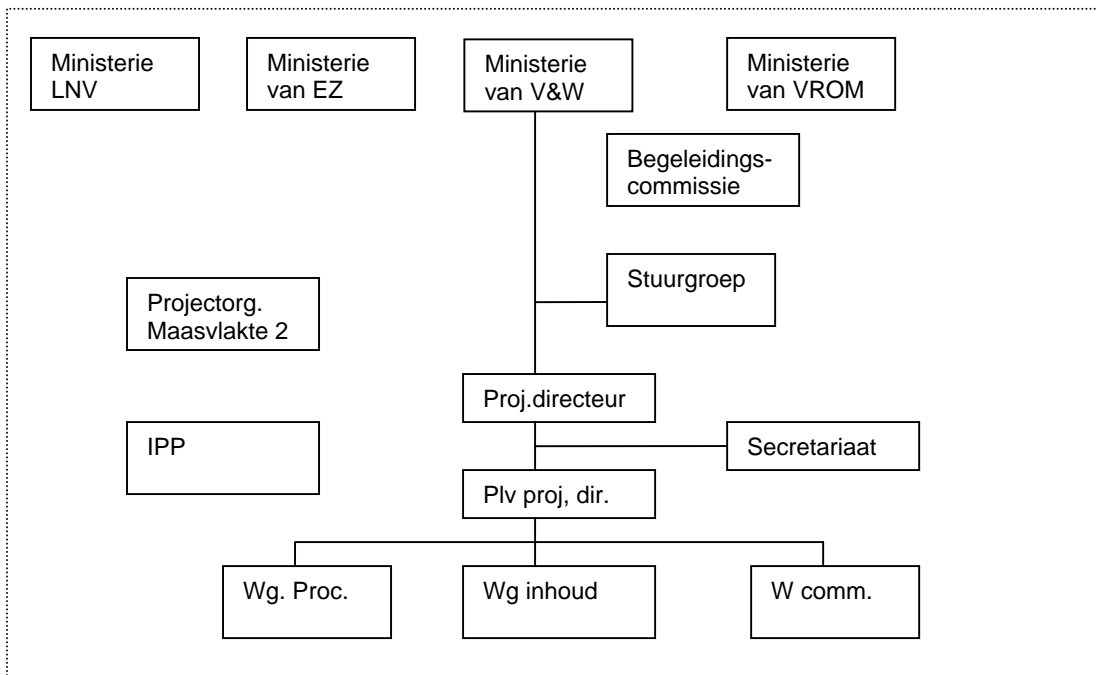 Ministerie
LNV
Ministerie
van EZ
Ministerie
van V&W
Ministerie
van VROM
Begeleidings-
commissie
Stuurgroep
Projectorg.
Maasvlakte 2
Proj.directeur
IPP
Secretariaat
Plv proj, dir.
Wg. Proc.
Wg inhoud
W comm.